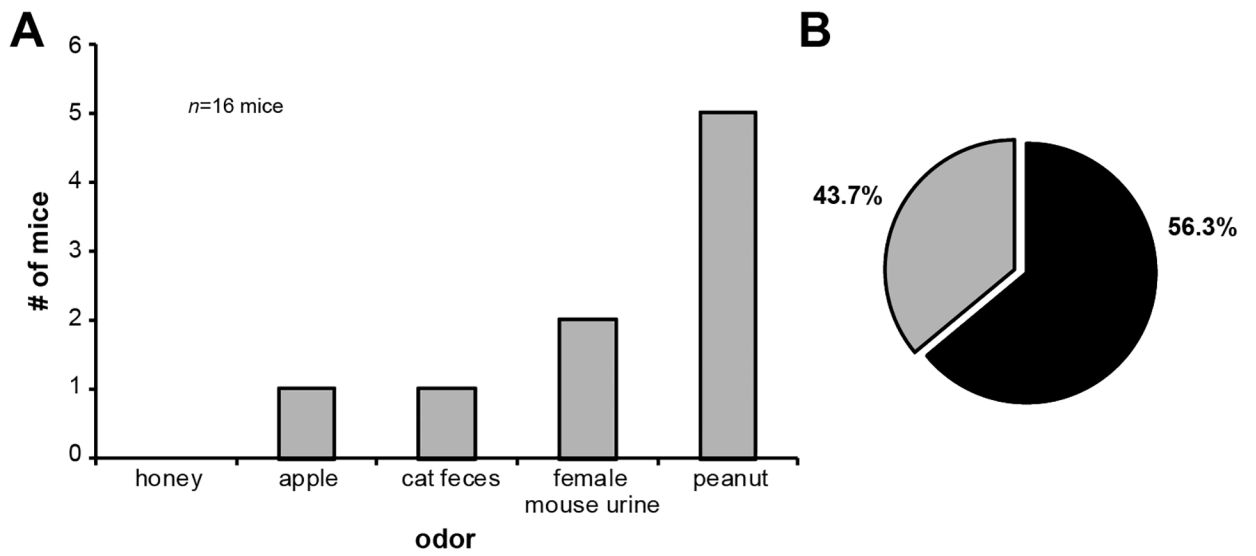 A
B
6
5
4
3
2
1
0
# of mice
n=16 mice
honey
apple
cat feces
female
mouse urine
peanut
odor
43.7%
56.3%